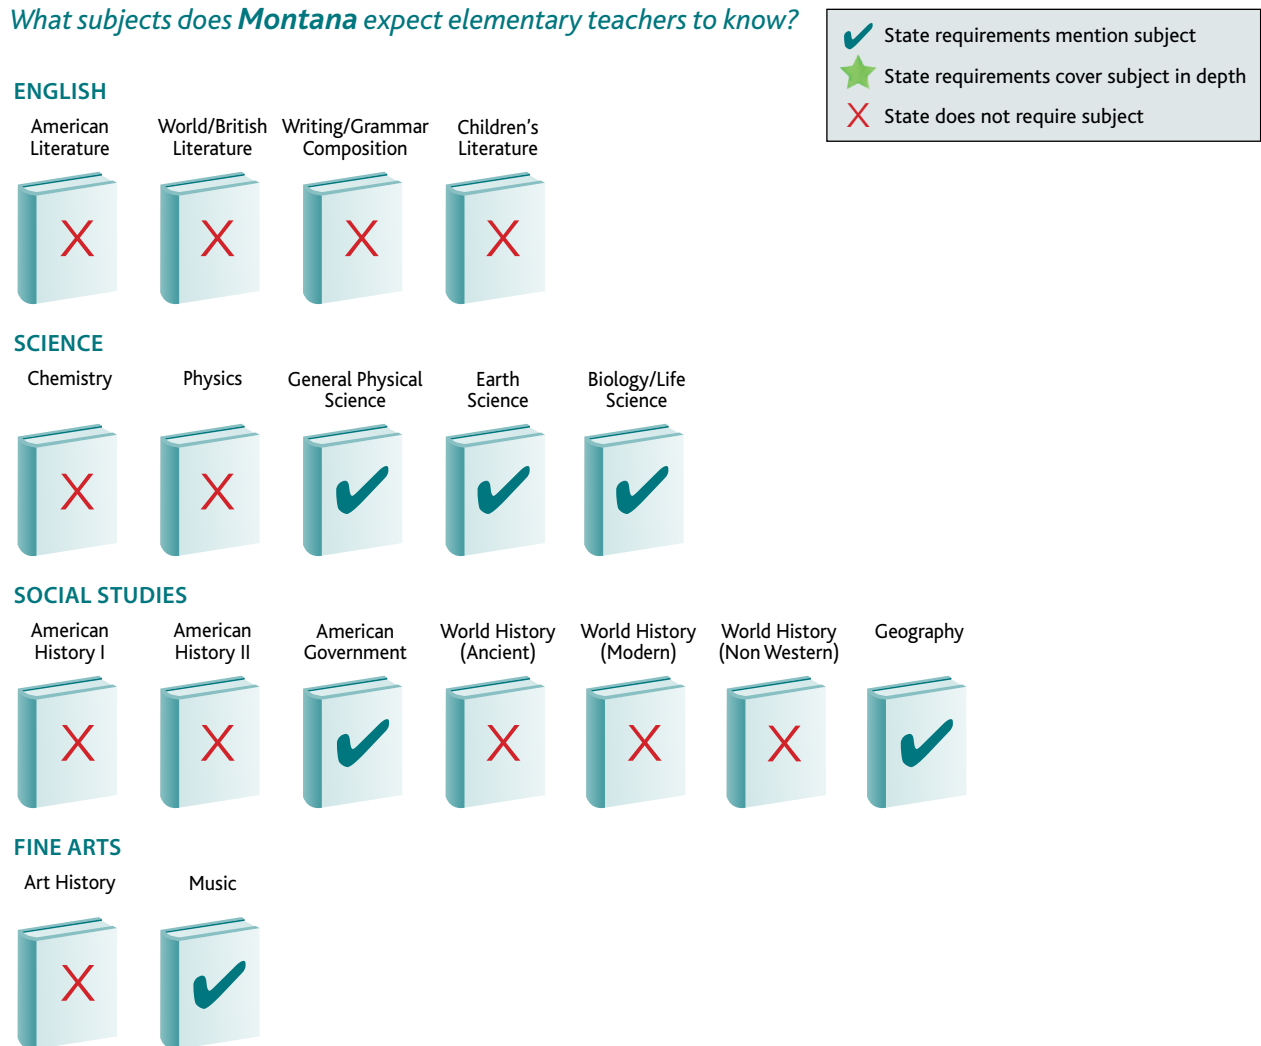 What subjects does Montana expect elementary teachers to know?
State requirements mention subject
State requirements cover subject in depth
State does not require subject
ENGLISH
American
Literature
World/British
Literature
Writing/Grammar
Composition
Children's
Literature
SCIENCE
Chemistry
Physics
General Physical
Science
Earth
Science
Biology/Life
Science
SOCIAL STUDIES
American
History I
American
History II
American
Government
World History
(Ancient)
World History
(Modern)
World History
(Non Western)
Geography
FINE ARTS
Art History
Music